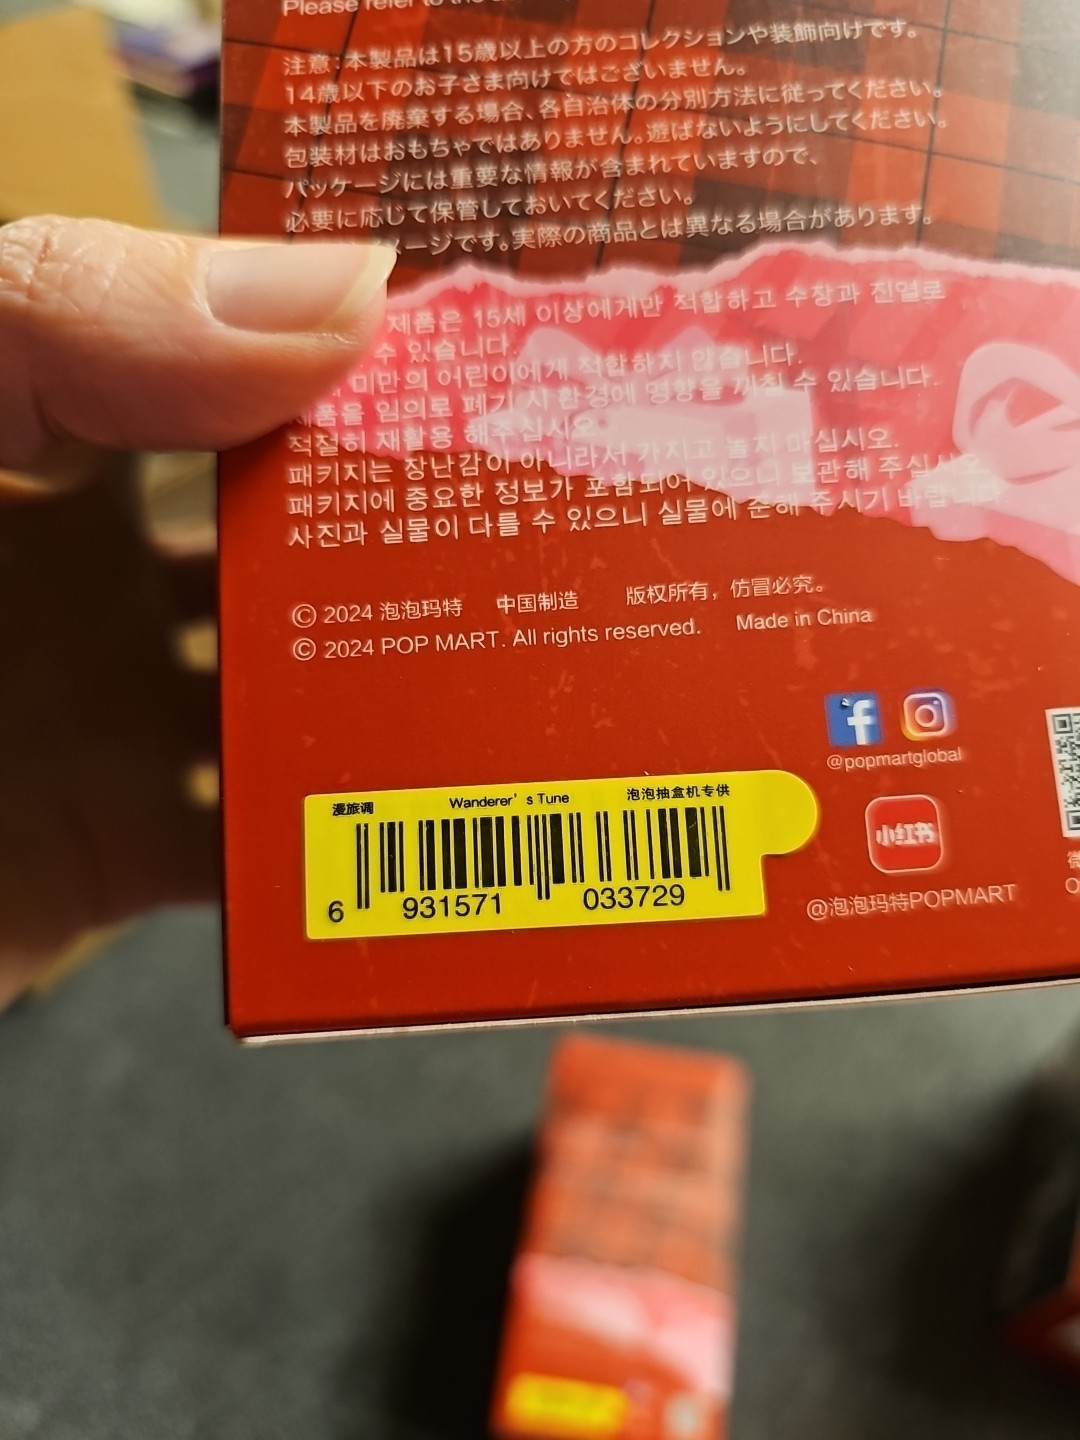 Please refer to the
注意：本製品は15歳以上の方のコレクションや装飾向けです。
14歳以下のお子さま向けではございません。
本製品を廃棄する場合、各自治体の分別方法に従ってください。
包装材はおもちゃではありません。遊ばないようにしてください。
パッケージには重要な情報が含まれていますので、
必要に応じて保管しておいてください。
メージです。実際の商品とは異なる場合があります。
제품은 15세 이상에게만 적합하고 수장과 진열로
수 있습니다.
미만의 어린이에게 적합하지 않습니다.
제품을 임의로 폐기 시 환경에 영향을 끼칠 수 있습니다.
적절히 재활용 해주십시오.
패키지는 장난감이 아니라서 가지고 놀지 마십시오.
패키지에 중요한 정보가 포함되어 있으니 보관해 주십시오.
사진과 실물이 다를 수 있으니 실물에 준해 주시기 바랍니다.
© 2024 泡泡玛特 中国制造 版权所有，仿冒必究。
© 2024 POP MART. All rights reserved. Made in China
@popmartglobal
漫旅调 Wanderer's Tune 泡泡抽盒机专供
6 931571 033729
小红书
@泡泡玛特POPMART